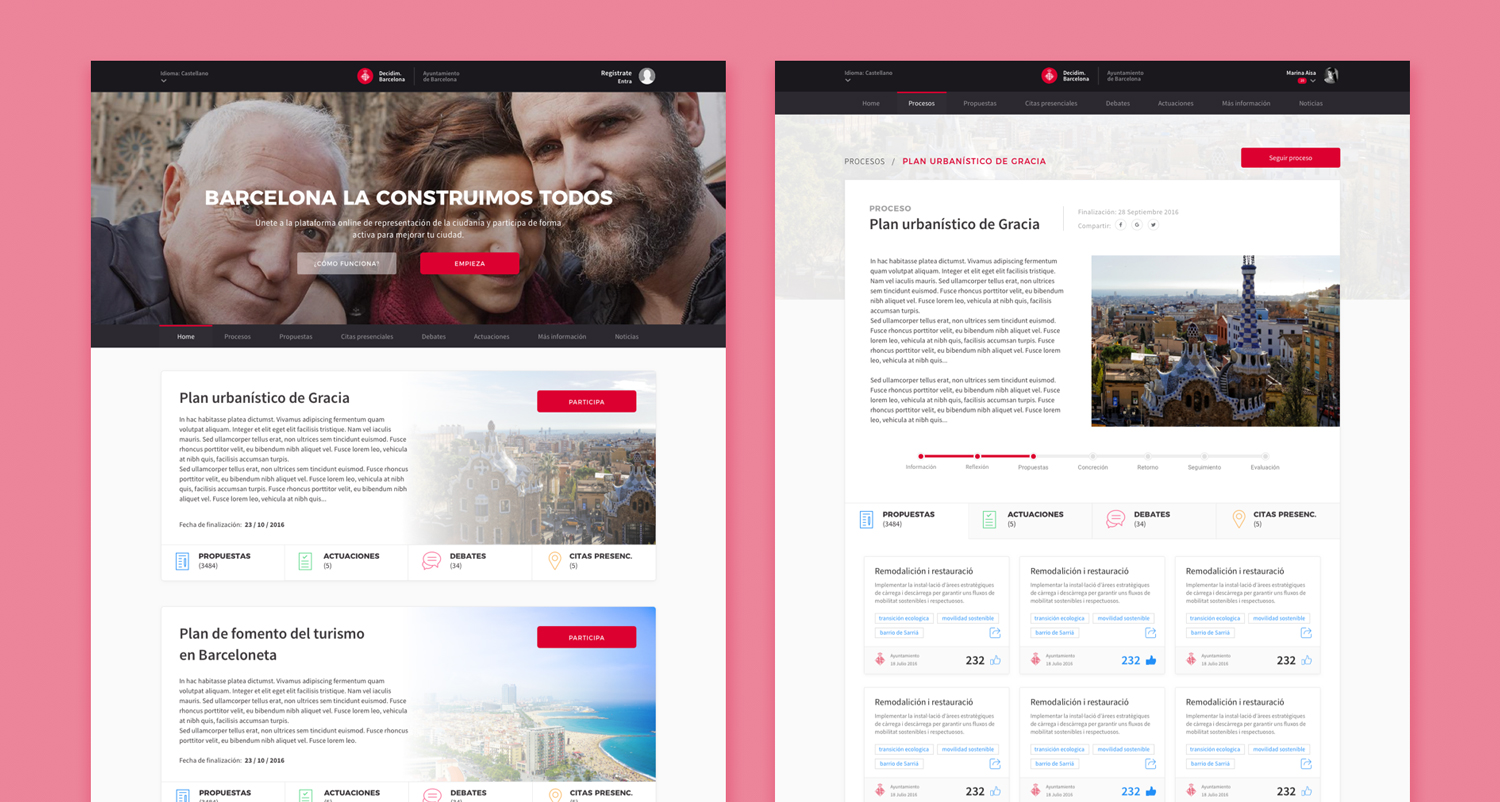 Idioma: Castellano
Decidim.
Barcelona
Ayuntamiento
de Barcelona
Regístrate
Entra
BARCELONA LA CONSTRUIMOS TODOS
Únete a la plataforma online de representación de la ciudanía y participa de forma
activa para mejorar tu ciudad.
¿CÓMO FUNCIONA?
EMPIEZA
Home
Procesos
Propuestas
Citas presenciales
Debates
Actuaciones
Más información
Noticias
Plan urbanístico de Gracia
PARTICIPA
In hac habitasse platea dictumst. Vivamus adipiscing fermentum quam
volutpat aliquam. Integer et elit eget elit facilisis tristique. Nam vel iaculis
mauris. Sed ullamcorper tellus erat, non ultrices sem tincidunt euismod. Fusce
rhoncus porttitor velit, eu bibendum nibh aliquet vel. Fusce lorem leo, vehicula
at nibh quis, facilisis accumsan turpis.
Sed ullamcorper tellus erat, non ultrices sem tincidunt euismod. Fusce rhoncus
porttitor velit, eu bibendum nibh aliquet vel. Fusce lorem leo, vehicula at nibh
quis, facilisis accumsan turpis. Fusce rhoncus porttitor velit, eu bibendum nibh
aliquet vel. Fusce lorem leo, vehicula at nibh quis...
Fecha de finalización: 23 / 10 / 2016
PROPUESTAS
(3484)
ACTUACIONES
(5)
DEBATES
(34)
CITAS PRESENC.
(5)
Plan de fomento del turismo
en Barceloneta
PARTICIPA
In hac habitasse platea dictumst. Vivamus adipiscing fermentum quam
volutpat aliquam. Integer et elit eget elit facilisis tristique. Nam vel iaculis
mauris. Sed ullamcorper tellus erat, non ultrices sem tincidunt euismod. Fusce
rhoncus porttitor velit, eu bibendum nibh aliquet vel. Fusce lorem leo, vehicula
at nibh quis, facilisis accumsan turpis.
Sed ullamcorper tellus erat, non ultrices sem tincidunt euismod. Fusce rhoncus
porttitor velit, eu bibendum nibh aliquet vel. Fusce lorem leo.
Fecha de finalización: 23 / 10 / 2016
PROPUESTAS
ACTUACIONES
DEBATES
CITAS PRESENC.
Idioma: Castellano
Decidim.
Barcelona
Ayuntamiento
de Barcelona
Marina Aisa
Home
Procesos
Propuestas
Citas presenciales
Debates
Actuaciones
Más información
Noticias
PROCESOS / PLAN URBANÍSTICO DE GRACIA
Seguir proceso
PROCESO
Plan urbanístico de Gracia
Finalización: 28 Septiembre 2016
Compartir:
In hac habitasse platea dictumst. Vivamus adipiscing fermentum
quam volutpat aliquam. Integer et elit eget elit facilisis tristique.
Nam vel iaculis mauris. Sed ullamcorper tellus erat, non ultrices
sem tincidunt euismod. Fusce rhoncus porttitor velit, eu bibendum
nibh aliquet vel. Fusce lorem leo, vehicula at nibh quis, facilisis
accumsan turpis.
Sed ullamcorper tellus erat, non ultrices sem tincidunt euismod.
Fusce rhoncus porttitor velit, eu bibendum nibh aliquet vel. Fusce
lorem leo, vehicula at nibh quis, facilisis accumsan turpis. Fusce
rhoncus porttitor velit, eu bibendum nibh aliquet vel. Fusce lorem
leo, vehicula at nibh quis...
Sed ullamcorper tellus erat, non ultrices sem tincidunt euismod.
Fusce rhoncus porttitor velit, eu bibendum nibh aliquet vel. Fusce
lorem leo, vehicula at nibh quis, facilisis accumsan turpis. Fusce
rhoncus porttitor velit, eu bibendum nibh aliquet vel. Fusce lorem
leo, vehicula at nibh quis, facilisis accumsan turpis.
Información
Reflexión
Propuestas
Concreción
Retorno
Seguimiento
Evaluación
PROPUESTAS
(3484)
ACTUACIONES
(5)
DEBATES
(34)
CITAS PRESENC.
(5)
Remodalición i restauració
Implementar la instal·lació d'àrees estratégiques
de càrrega i descàrrega per garantir uns fluxos de
mobilitat sostenibles i respectuosos.
transición ecologica
movilidad sostenible
barrio de Sarrià
Ayuntamiento
18 Julio 2016
232
Remodalición i restauració
Implementar la instal·lació d'àrees estratégiques
de càrrega i descàrrega per garantir uns fluxos de
mobilitat sostenibles i respectuosos.
transición ecologica
movilidad sostenible
barrio de Sarrià
Ayuntamiento
18 Julio 2016
232
Remodalición i restauració
Implementar la instal·lació d'àrees estratégiques
de càrrega i descàrrega per garantir uns fluxos de
mobilitat sostenibles i respectuosos.
transición ecologica
movilidad sostenible
barrio de Sarrià
Ayuntamiento
18 Julio 2016
232
Remodalición i restauració
Implementar la instal·lació d'àrees estratégiques
de càrrega i descàrrega per garantir uns fluxos de
mobilitat sostenibles i respectuosos.
transición ecologica
movilidad sostenible
barrio de Sarrià
Ayuntamiento
232
Remodalición i restauració
Implementar la instal·lació d'àrees estratégiques
de càrrega i descàrrega per garantir uns fluxos de
mobilitat sostenibles i respectuosos.
transición ecologica
movilidad sostenible
barrio de Sarrià
Ayuntamiento
232
Remodalición i restauració
Implementar la instal·lació d'àrees estratégiques
de càrrega i descàrrega per garantir uns fluxos de
mobilitat sostenibles i respectuosos.
transición ecologica
movilidad sostenible
barrio de Sarrià
Ayuntamiento
232